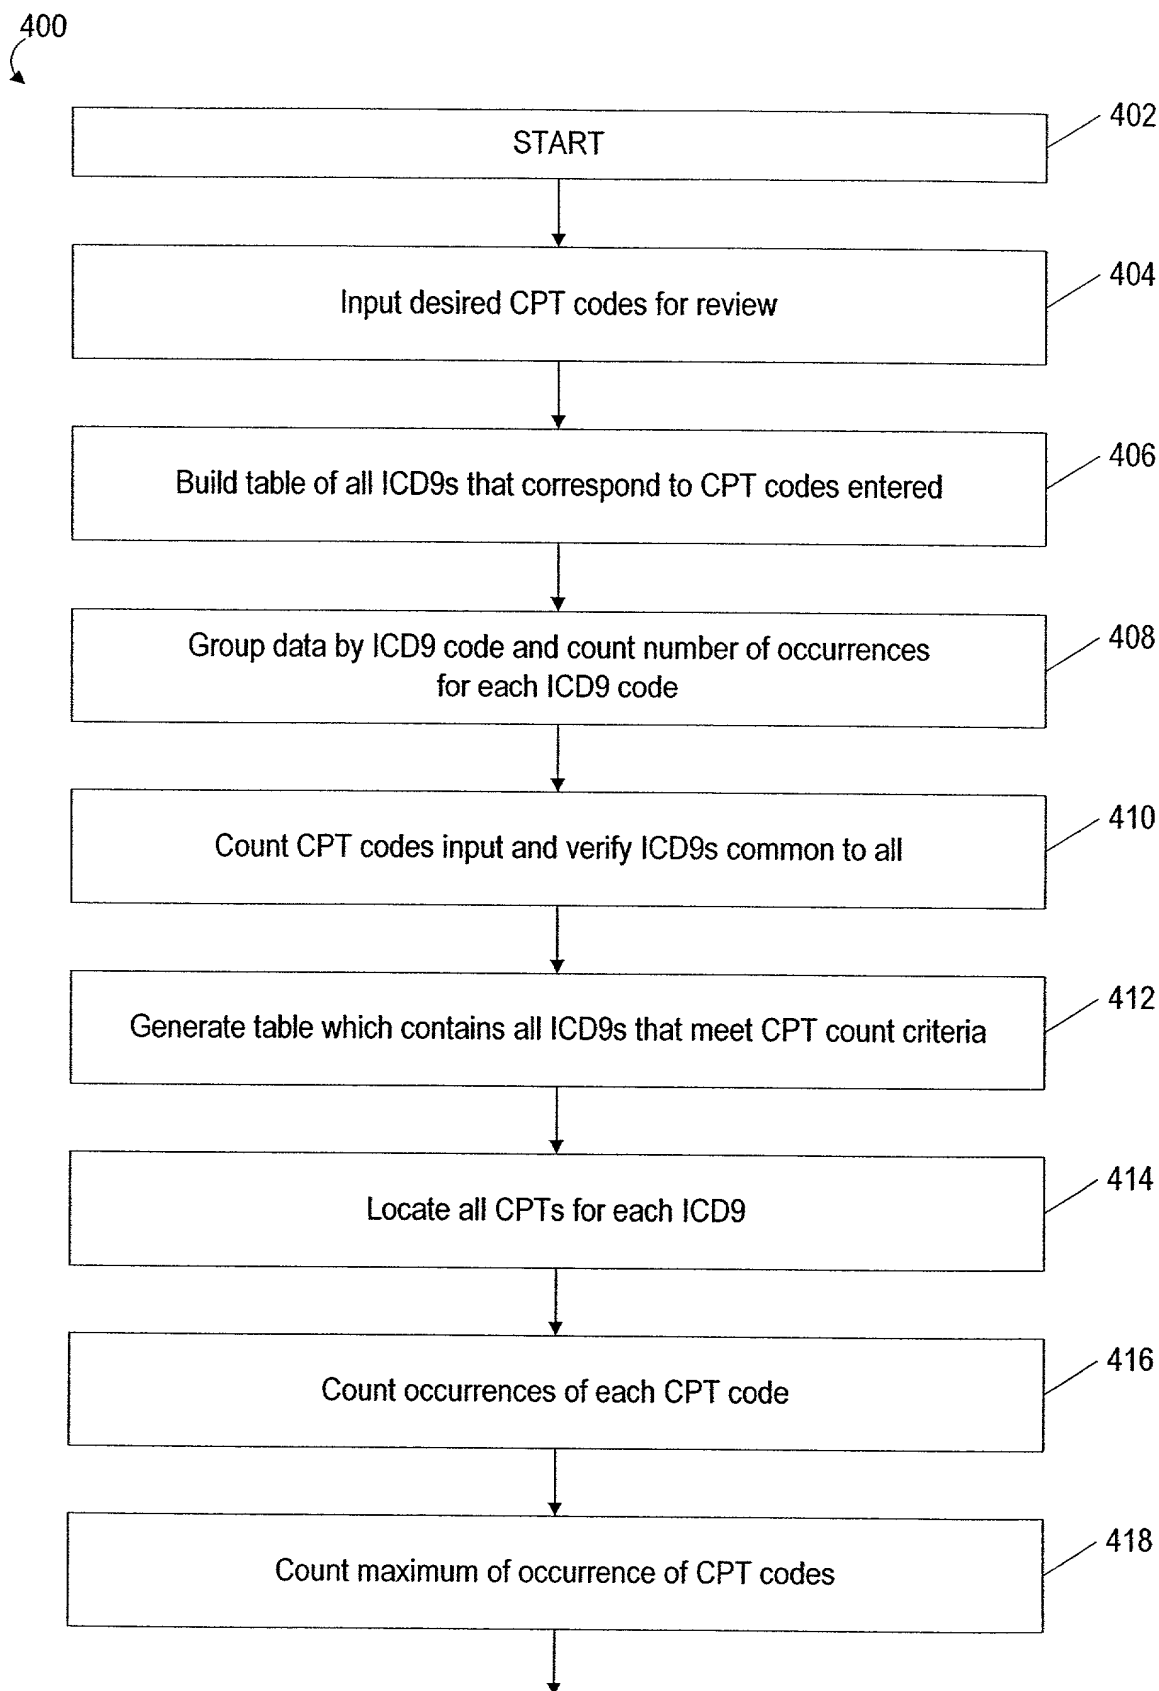 400
402
START
404
Input desired CPT codes for review
406
Build table of all ICD9s that correspond to CPT codes entered
408
Group data by ICD9 code and count number of occurrences
for each ICD9 code
410
Count CPT codes input and verify ICD9s common to all
412
Generate table which contains all ICD9s that meet CPT count criteria
414
Locate all CPTs for each ICD9
416
Count occurrences of each CPT code
418
Count maximum of occurrence of CPT codes